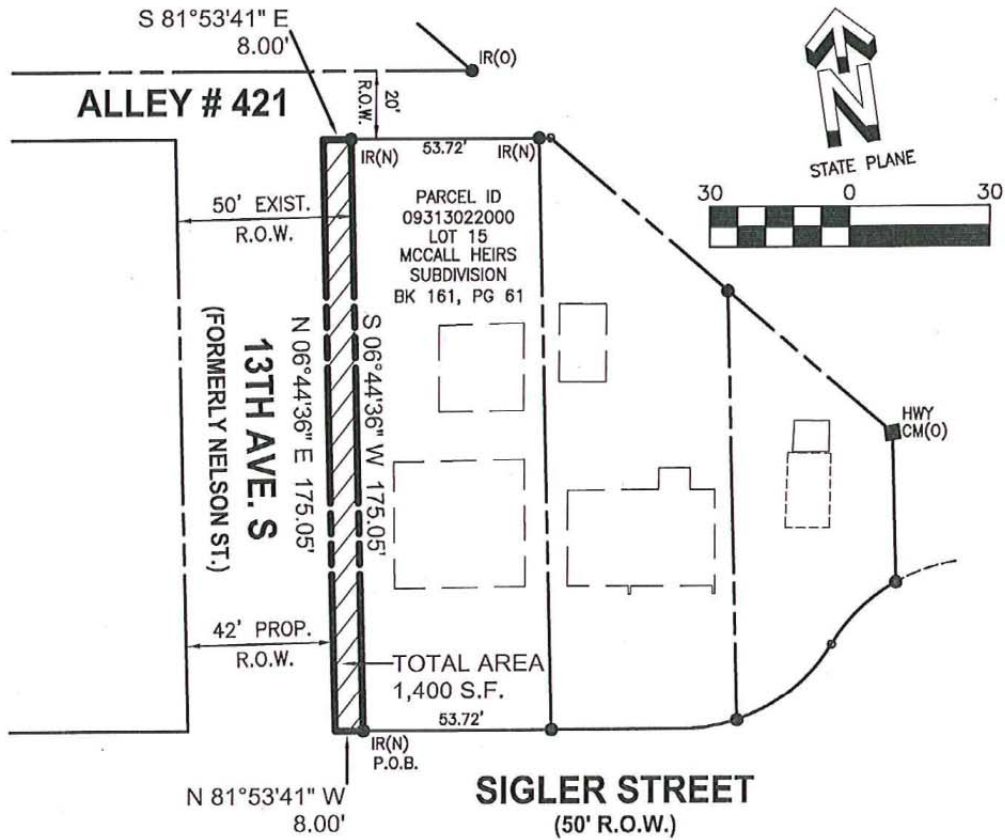 S 81°53'41" E
8.00'
IR(O)
ALLEY # 421
20'
R.O.W.
N
STATE PLANE
30 0 30
IR(N)
53.72'
IR(N)
PARCEL ID
09313022000
LOT 15
MCCALL HEIRS
SUBDIVISION
BK 161, PG 61
50' EXIST.
R.O.W.
13TH AVE. S
(FORMERLY NELSON ST.)
N 06°44'36" E 175.05'
S 06°44'36" W 175.05'
HWY
CM(O)
42' PROP.
R.O.W.
TOTAL AREA
1,400 S.F.
53.72'
IR(N)
P.O.B.
N 81°53'41" W
8.00'
SIGLER STREET
(50' R.O.W.)